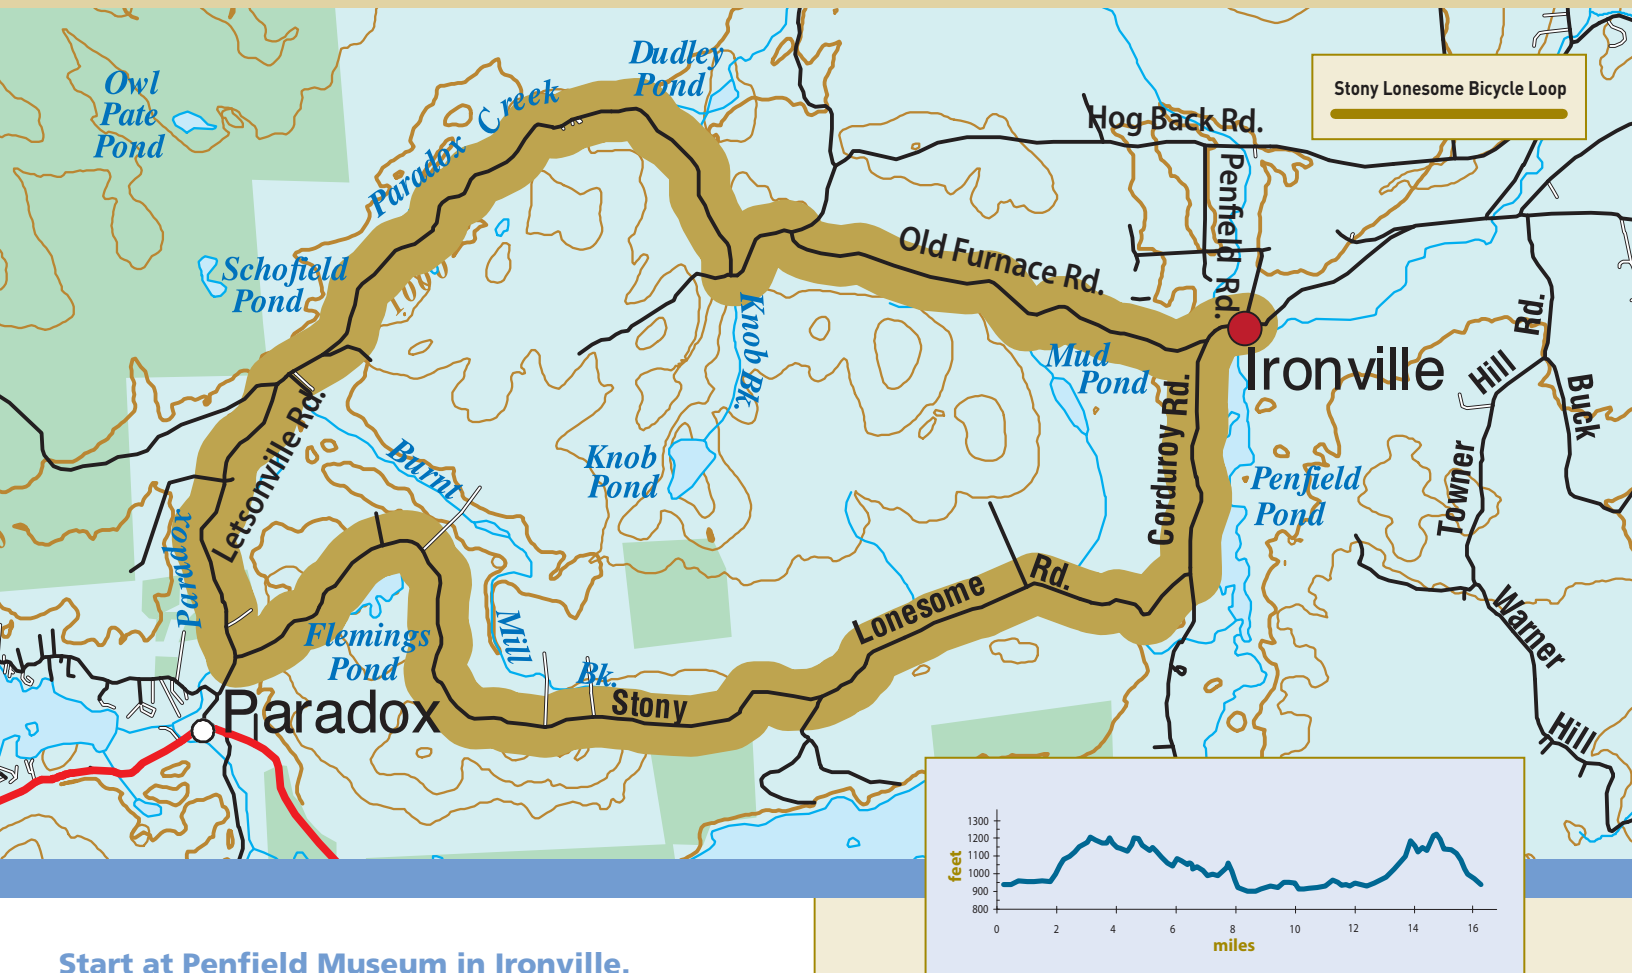 Owl
Pate
Pond
Dudley
Pond
Paradox Creek
Stony Lonesome Bicycle Loop
Hog Back Rd.
Penfield Rd.
Schofield
Pond
1000
Old Furnace Rd.
Knob Bk.
Mud
Pond
Ironville
Hill Rd.
Buck
Letsonville Rd.
Burnt
Knob
Pond
Corduroy Rd.
Penfield
Pond
Towner
Paradox
Flemings
Pond
Mill
Bk.
Stony
Lonesome
Rd.
Warner
Hill
Paradox
feet
1300
1200
1100
1000
900
800
0 2 4 6 8 10 12 14 16
miles
Start at Penfield Museum in Ironville.